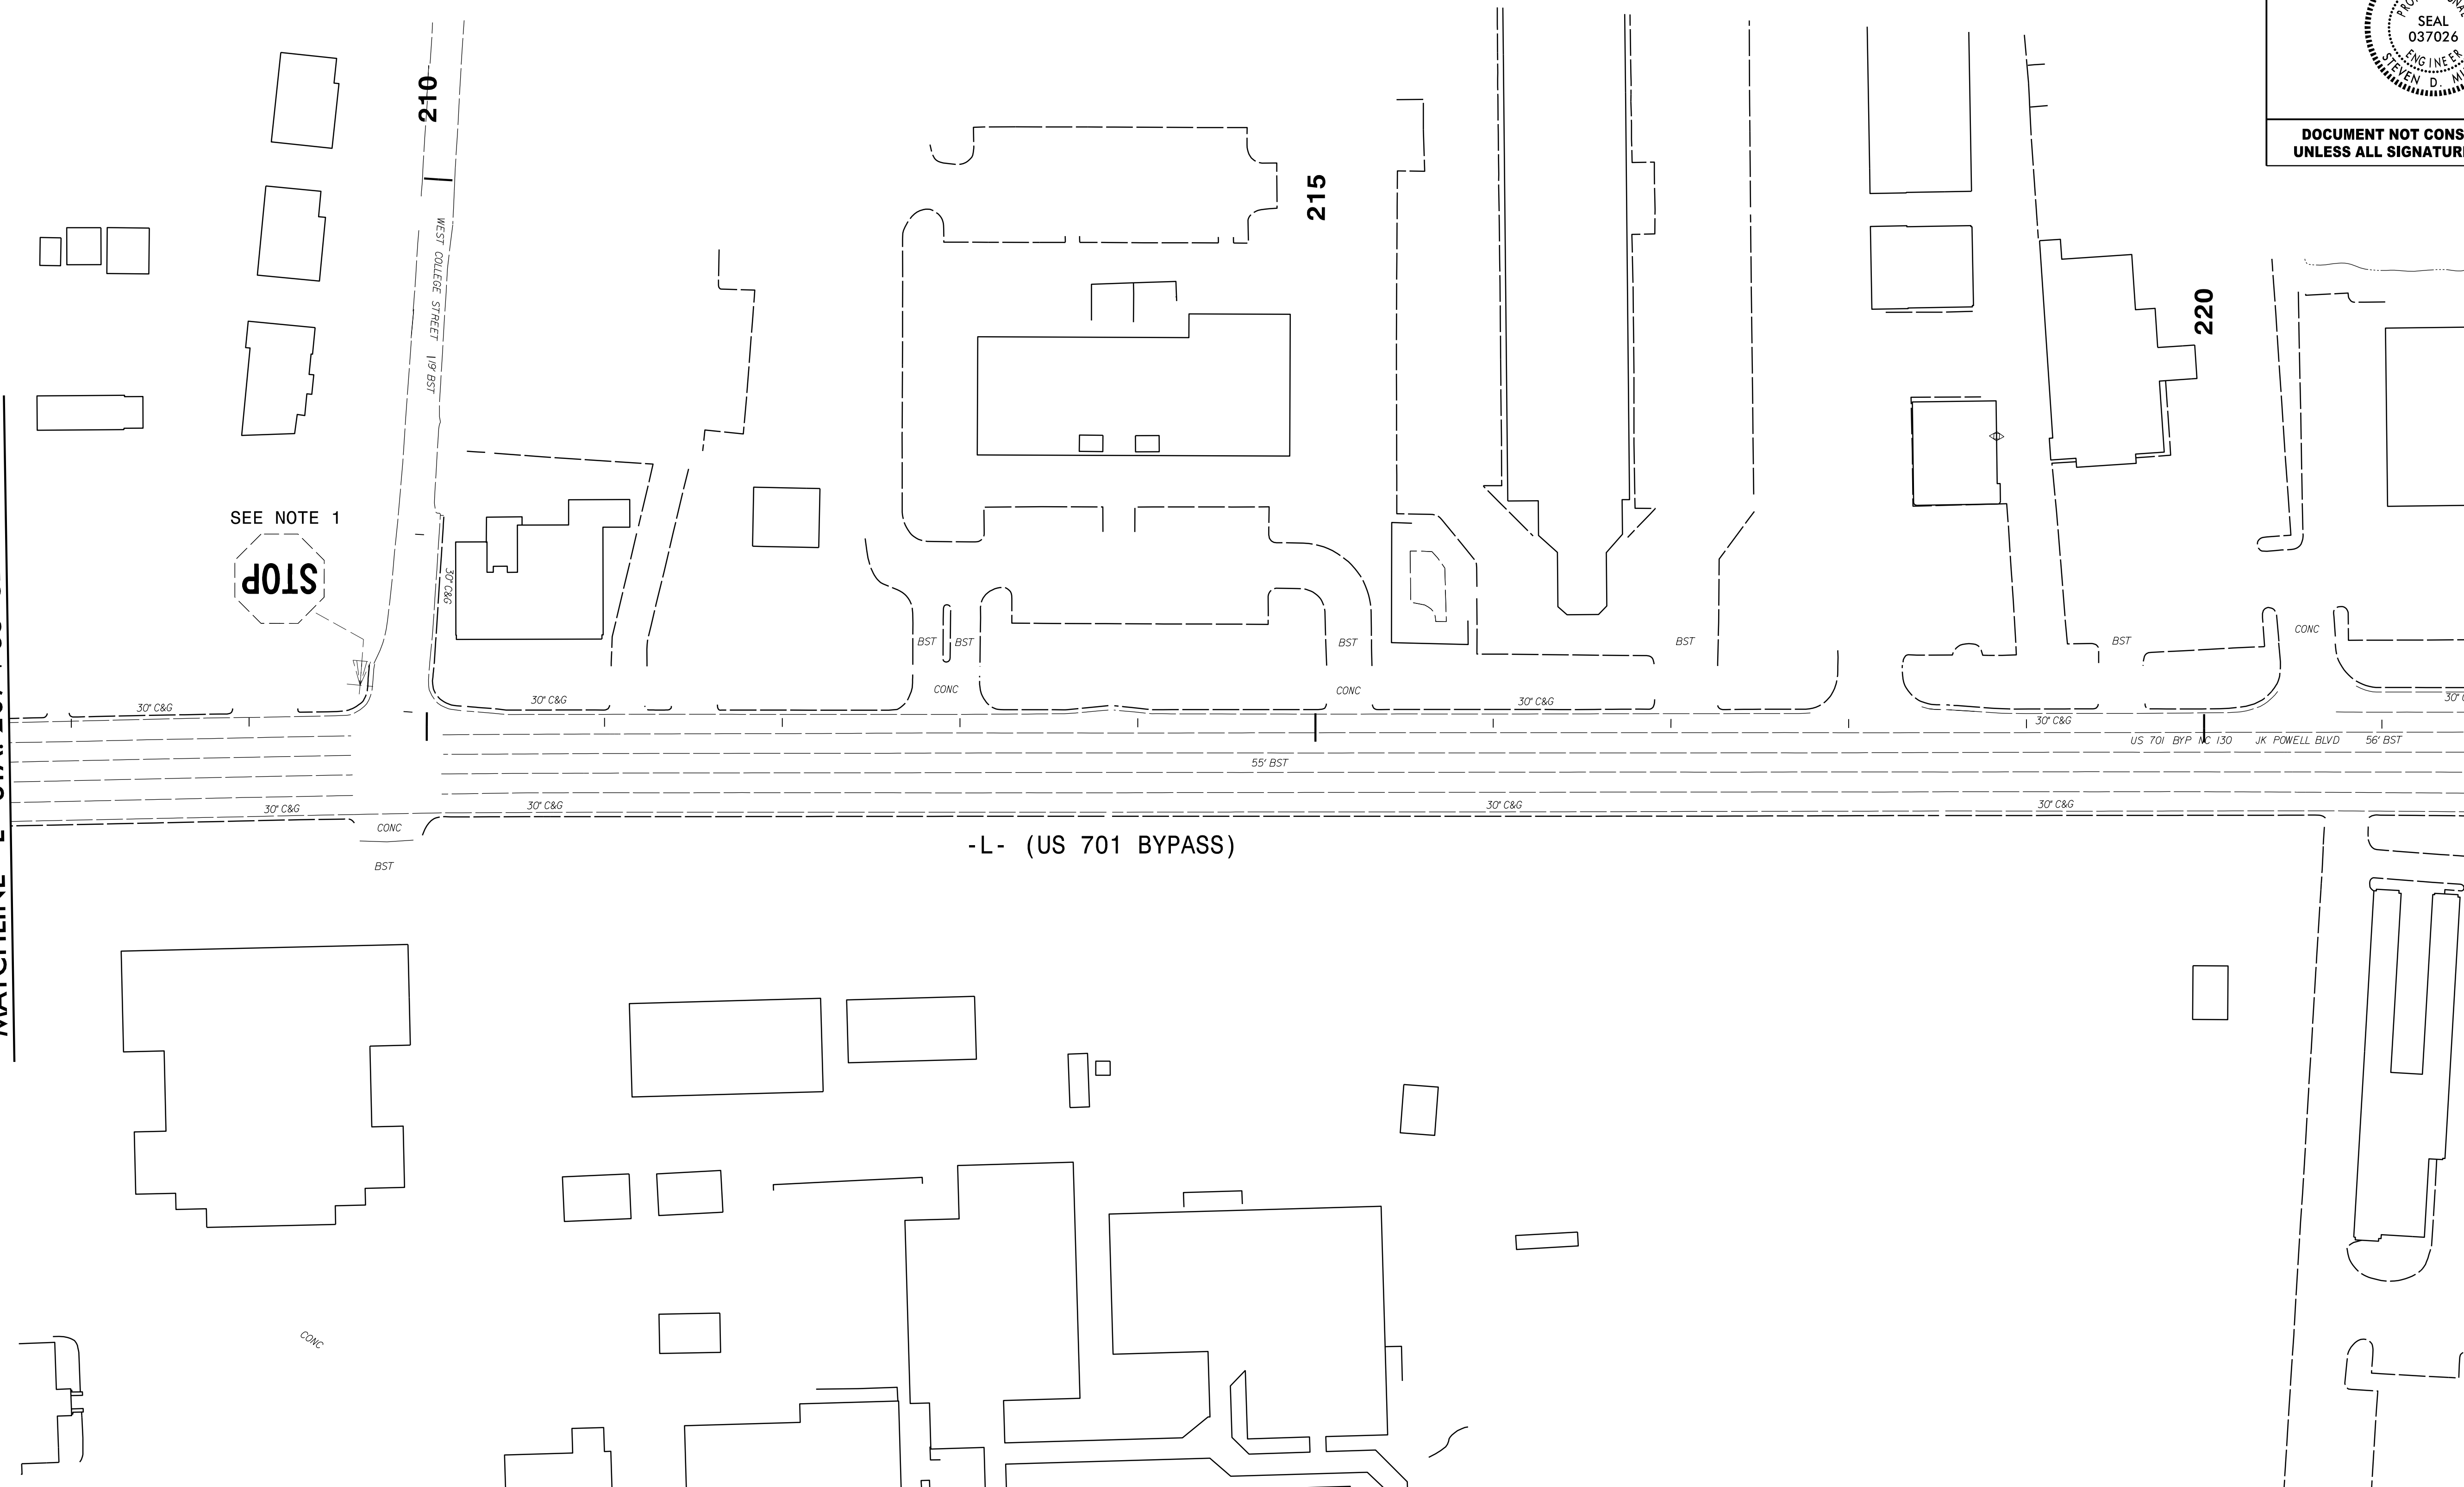 SEAL
037026
ENGINEER
STEVEN D.
DOCUMENT NOT
UNLESS ALL
210
WEST COLLEGE STREET 19' BST
215
220
SEE NOTE 1
STOP
30" C&G
BST
BST
BST
BST
BST
CONC
CONC
CONC
30" C&G
30" C&G
30" C&G
30" C&G
US 701 BYP NC 130 JK POWELL BLVD 56' BST
55' BST
30" C&G
30" C&G
30" C&G
30" C&G
CONC
BST
-L- (US 701 BYPASS)
MATCHLINE
CONC